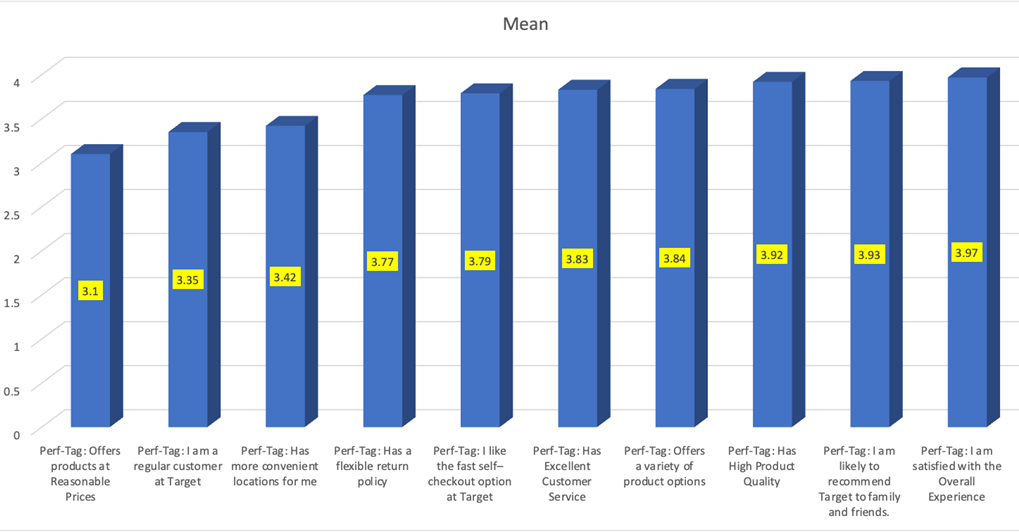 Mean
4
3.5
3
2.5
2
1.5
1
0.5
0
3.1
3.35
3.42
3.77
3.79
3.83
3.84
3.92
3.93
3.97
Perf-Tag: Offers
products at
Reasonable
Prices
Perf-Tag: I am a
regular customer
at Target
Perf-Tag: Has
more convenient
locations for me
Perf-Tag: Has a
flexible return
policy
Perf-Tag: I like
the fast self–
checkout option
at Target
Perf-Tag: Has
Excellent
Customer
Service
Perf-Tag: Offers
a variety of
product options
Perf-Tag: Has
High Product
Quality
Perf-Tag: I am
likely to
recommend
Target to family
and friends.
Perf-Tag: I am
satisfied with the
Overall
Experience